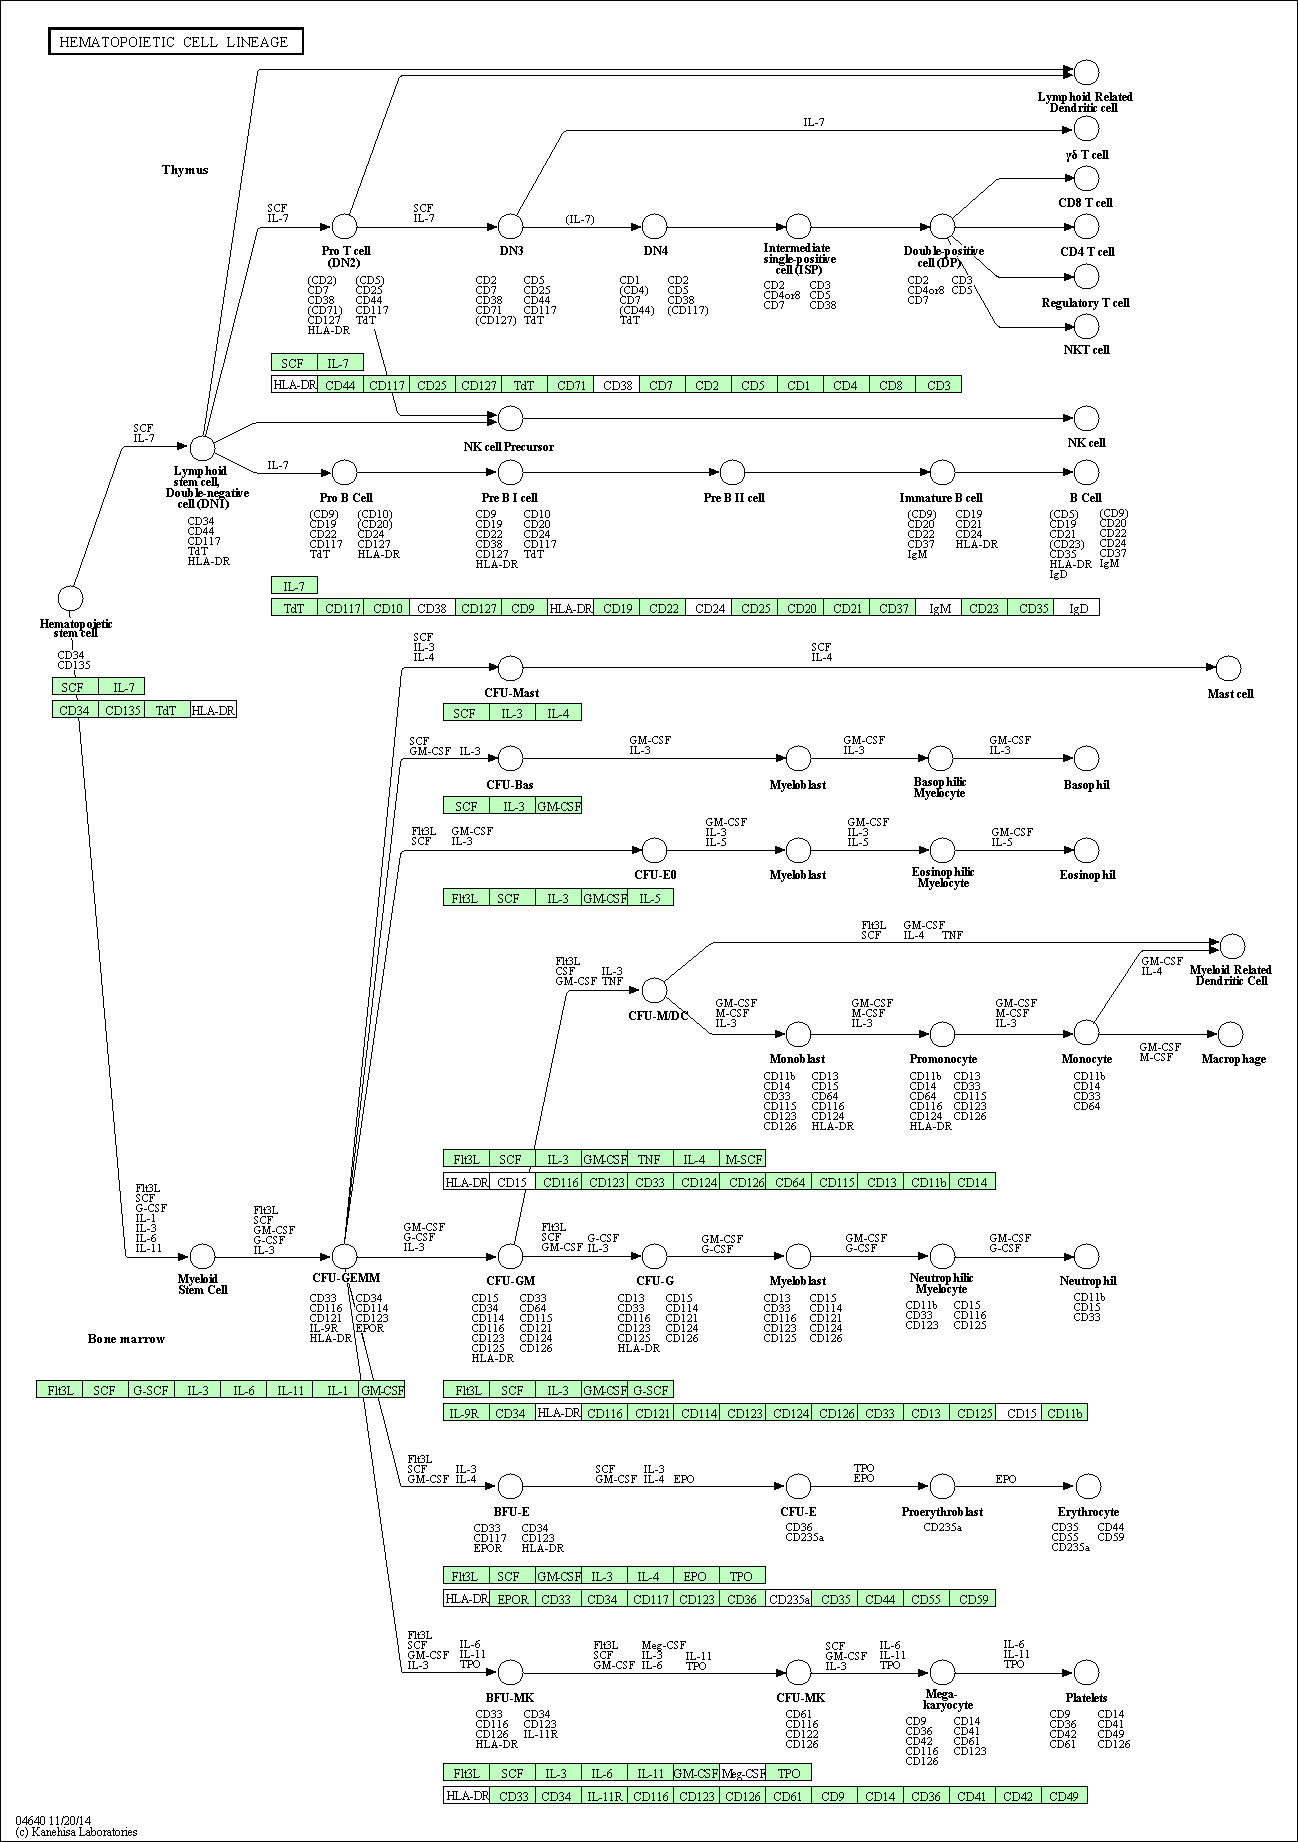 HEMATOPOIETIC CELL LINEAGE
Lymphoid Related
Dendritic cell
IL-7
γδ T cell
Thymus
CD8 T cell
SCF
IL-7
SCF
IL-7
(IL-7)
Pro T cell
(DN2)
DN3
DN4
Intermediate
single-positive
cell (ISP)
Double-positive
cell (DP)
CD4 T cell
(CD2) (CD5)
CD7 CD25
CD38 CD44
(CD71) CD117
CD127 TdT
HLA-DR
CD2 CD5
CD7 CD25
CD38 CD44
CD71 CD117
(CD127) TdT
CD1 CD2
(CD4) CD5
CD7 CD38
(CD44) (CD117)
TdT
CD2 CD3
CD4or8 CD5
CD7 CD38
CD2 CD3
CD4or8 CD5
CD7
Regulatory T cell
NKT cell
SCF IL-7
HLA-DR CD44 CD117 CD25 CD127 TdT CD71 CD38 CD7 CD2 CD5 CD1 CD4 CD8 CD3
SCF
IL-7
NK cell Precursor
NK cell
IL-7
Lymphoid
stem cell,
Double-negative
cell (DN1)
CD34
CD44
CD117
TdT
HLA-DR
Pro B Cell
Pre B I cell
Pre B II cell
Immature B cell
B Cell
(CD9) (CD10)
CD19 (CD20)
CD22 CD24
CD117 CD127
TdT HLA-DR
CD9 CD10
CD19 CD20
CD22 CD24
CD38 CD117
CD127 TdT
HLA-DR
(CD9) CD19
CD20 CD21
CD22 CD24
CD37 HLA-DR
IgM
(CD5) (CD9)
CD19 CD20
CD21 CD22
(CD23) CD24
CD35 CD37
HLA-DR IgM
IgD
IL-7
TdT CD117 CD10 CD38 CD127 CD9 HLA-DR CD19 CD22 CD24 CD25 CD20 CD21 CD37 IgM CD23 CD35 IgD
Hematopoietic
stem cell
CD34
CD135
SCF IL-7
CD34 CD135 TdT HLA-DR
SCF
IL-3
IL-4
SCF
IL-4
CFU-Mast
Mast cell
SCF IL-3 IL-4
SCF
GM-CSF IL-3
GM-CSF
IL-3
GM-CSF
IL-3
GM-CSF
IL-3
CFU-Bas
Myeloblast
Basophilic
Myelocyte
Basophil
SCF IL-3 GM-CSF
Flt3L GM-CSF
SCF IL-3
GM-CSF
IL-3
IL-5
GM-CSF
IL-3
IL-5
GM-CSF
IL-5
CFU-E0
Myeloblast
Eosinophilic
Myelocyte
Eosinophil
Flt3L SCF IL-3 GM-CSF IL-5
Flt3L GM-CSF
SCF IL-4 TNF
Flt3L
CSF IL-3
GM-CSF TNF
GM-CSF
IL-4
Myeloid Related
Dendritic Cell
CFU-M/DC
GM-CSF
M-CSF
IL-3
GM-CSF
M-CSF
IL-3
GM-CSF
M-CSF
IL-3
GM-CSF
M-CSF
Monoblast
Promonocyte
Monocyte
Macrophage
CD11b CD13
CD14 CD15
CD33 CD64
CD115 CD116
CD123 CD124
CD126 HLA-DR
CD11b CD13
CD14 CD33
CD64 CD115
CD116 CD123
CD124 CD126
HLA-DR
CD11b
CD14
CD33
CD64
Flt3L SCF IL-3 GM-CSF TNF IL-4 M-SCF
HLA-DR CD15 CD116 CD123 CD33 CD124 CD126 CD64 CD115 CD13 CD11b CD14
Flt3L
SCF
G-CSF
IL-1
IL-3
IL-6
IL-11
Flt3L
SCF
GM-CSF
G-CSF
IL-3
GM-CSF
G-CSF
IL-3
Flt3L
SCF G-CSF
GM-CSF IL-3
GM-CSF
G-CSF
GM-CSF
G-CSF
GM-CSF
G-CSF
Myeloid
Stem Cell
CFU-GEMM
CFU-GM
CFU-G
Myeloblast
Neutrophilic
Myelocyte
Neutrophil
CD33 CD34
CD116 CD114
CD121 CD123
IL-9R EPOR
HLA-DR
CD15 CD33
CD34 CD64
CD114 CD115
CD116 CD121
CD123 CD124
CD125 CD126
HLA-DR
CD13 CD15
CD33 CD114
CD116 CD121
CD123 CD124
CD125 CD126
HLA-DR
CD13 CD15
CD33 CD114
CD116 CD121
CD123 CD124
CD125 CD126
CD11b CD15
CD33 CD116
CD123 CD125
CD11b
CD15
CD33
Bone marrow
Flt3L SCF G-SCF IL-3 IL-6 IL-11 IL-1 GM-CSF
Flt3L SCF IL-3 GM-CSF G-SCF
IL-9R CD34 HLA-DR CD116 CD121 CD114 CD123 CD124 CD126 CD33 CD13 CD125 CD15 CD11b
Flt3L
SCF IL-3
GM-CSF IL-4
SCF IL-3
GM-CSF IL-4 EPO
TPO
EPO
EPO
BFU-E
CFU-E
Proerythroblast
Erythrocyte
CD33 CD34
CD117 CD123
EPOR HLA-DR
CD36
CD235a
CD235a
CD35 CD44
CD55 CD59
CD235a
Flt3L SCF GM-CSF IL-3 IL-4 EPO TPO
HLA-DR EPOR CD33 CD34 CD117 CD123 CD36 CD235a CD35 CD44 CD55 CD59
Flt3L
SCF IL-6
GM-CSF IL-11
IL-3 TPO
Flt3L Meg-CSF
SCF IL-3 IL-11
GM-CSF IL-6 TPO
SCF IL-6
GM-CSF IL-11
IL-3 TPO
IL-6
IL-11
TPO
BFU-MK
CFU-MK
Mega-
karyocyte
Platelets
CD33 CD34
CD116 CD123
CD126 IL-11R
HLA-DR
CD61
CD116
CD122
CD126
CD9 CD14
CD36 CD41
CD42 CD61
CD116 CD123
CD126
CD9 CD14
CD36 CD41
CD42 CD49
CD61 CD126
Flt3L SCF IL-3 IL-6 IL-11 GM-CSF Meg-CSF TPO
HLA-DR CD33 CD34 IL-11R CD116 CD123 CD126 CD61 CD9 CD14 CD36 CD41 CD42 CD49
04640 11/20/14
(c) Kanehisa Laboratories